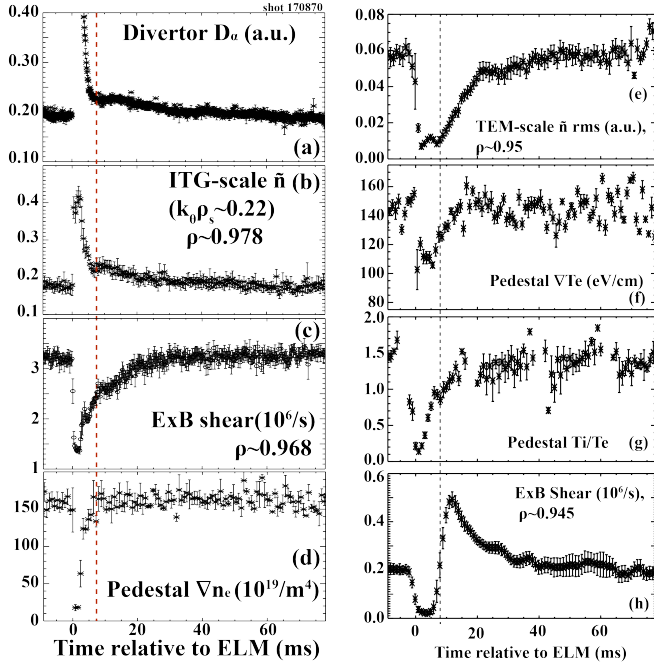 shot 170870
0.40
0.30
0.20
0.10
Divertor Dα (a.u.)
(a)
0.4
0.3
0.2
0.1
ITG-scale ñ (b)
(kθρs~0.22)
ρ~0.978
3
2
1
(c)
ExB shear(10⁶/s)
ρ~0.968
150
100
50
0
(d)
Pedestal ∇ne (10¹⁹/m⁴)
0 20 40 60
Time relative to ELM (ms)
0.08
0.06
0.04
0.02
0.00
(e)
TEM-scale ñ rms (a.u.),
ρ~0.95
160
140
120
100
80
Pedestal ∇Te (eV/cm)
(f)
2.0
1.5
1.0
0.5
0.0
(g)
Pedestal Ti/Te
0.6
0.4
0.2
0.0
ExB Shear (10⁶/s),
ρ~0.945
(h)
0 20 40 60
Time relative to ELM (ms)